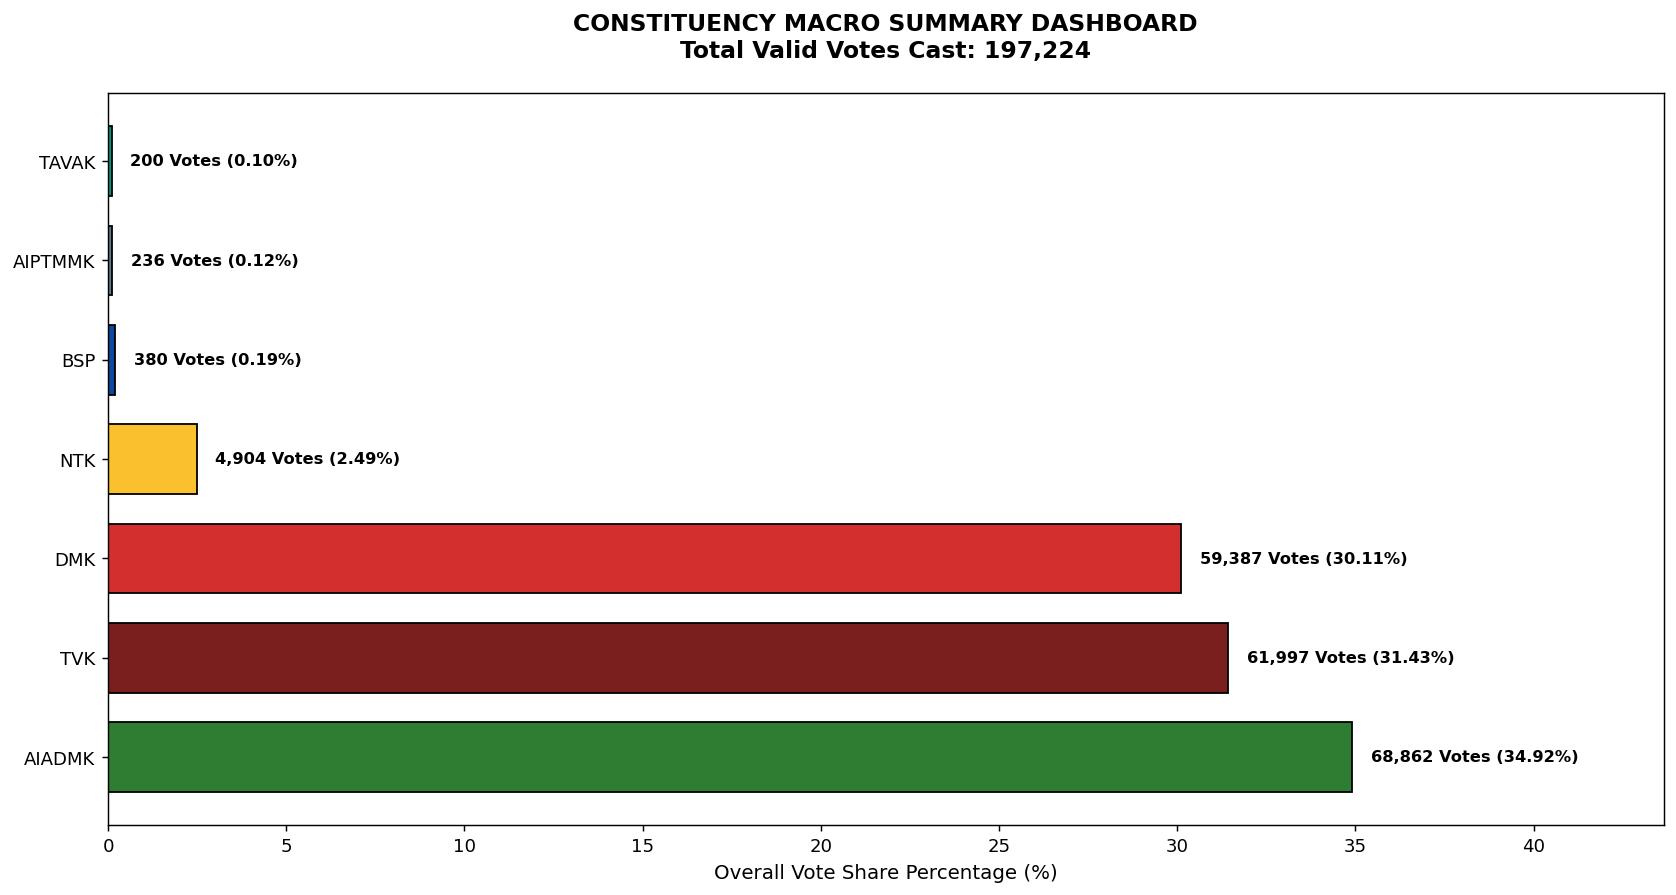 CONSTITUENCY MACRO SUMMARY DASHBOARD
Total Valid Votes Cast: 197,224
TAVAK 200 Votes (0.10%)
AIPTMMK 236 Votes (0.12%)
BSP 380 Votes (0.19%)
NTK 4,904 Votes (2.49%)
DMK 59,387 Votes (30.11%)
TVK 61,997 Votes (31.43%)
AIADMK 68,862 Votes (34.92%)
0 5 10 15 20 25 30 35 40
Overall Vote Share Percentage (%)